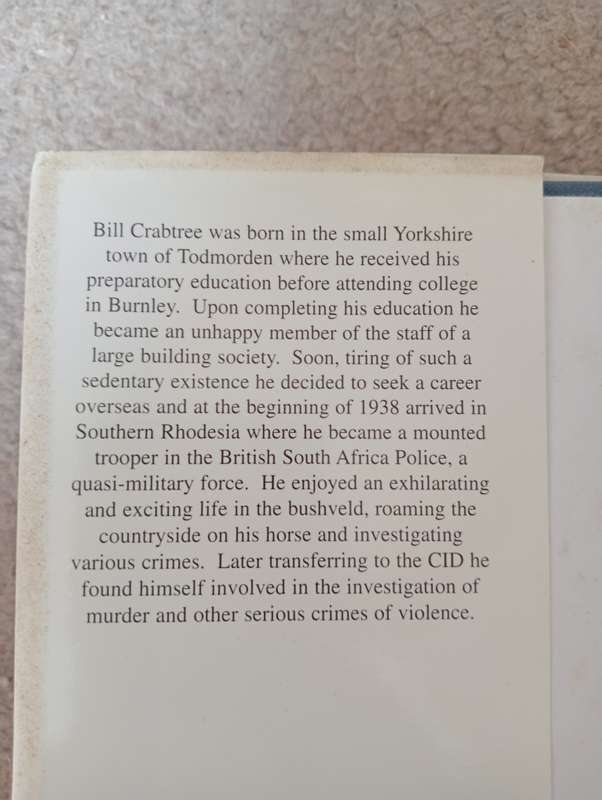 Bill Crabtree was born in the small Yorkshire
town of Todmorden where he received his
preparatory education before attending college
in Burnley. Upon completing his education he
became an unhappy member of the staff of a
large building society. Soon, tiring of such a
sedentary existence he decided to seek a career
overseas and at the beginning of 1938 arrived in
Southern Rhodesia where he became a mounted
trooper in the British South Africa Police, a
quasi-military force. He enjoyed an exhilarating
and exciting life in the bushveld, roaming the
countryside on his horse and investigating
various crimes. Later transferring to the CID he
found himself involved in the investigation of
murder and other serious crimes of violence.